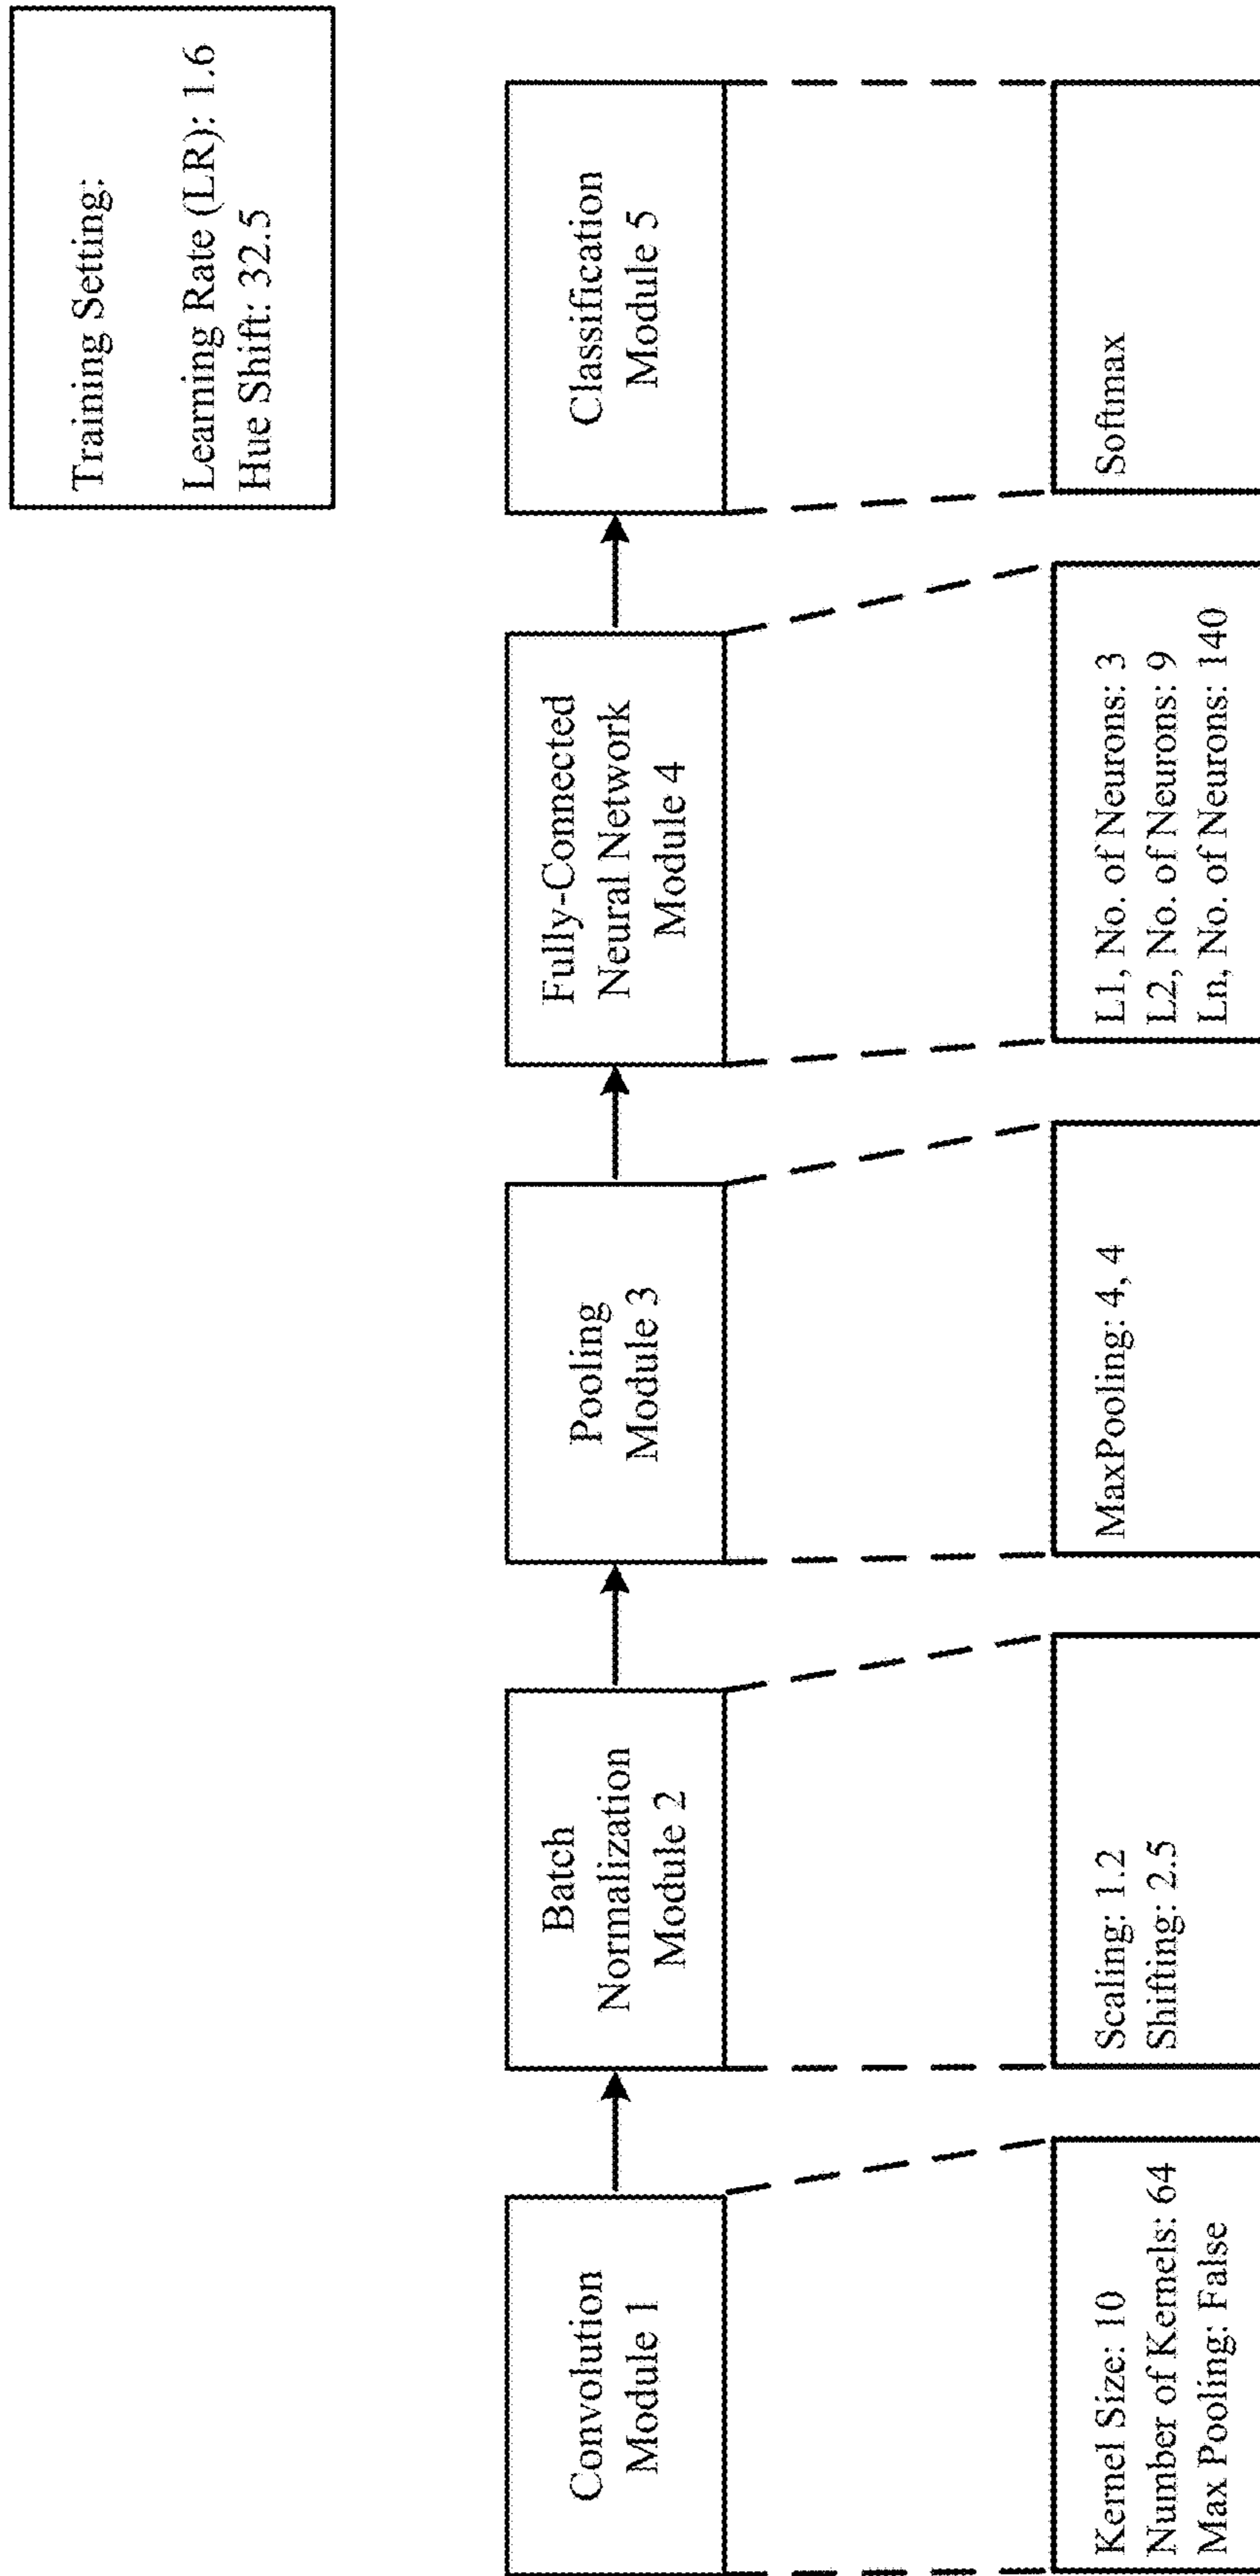 Training Setting:
Learning Rate (LR): 1.6
Hue Shift: 32.5
Convolution
Module 1
Batch
Normalization
Module 2
Pooling
Module 3
Fully-Connected
Neural Network
Module 4
Classification
Module 5
Kernel Size: 10
Number of Kernels: 64
Max Pooling: False
Scaling: 1.2
Shifting: 2.5
MaxPooling: 4, 4
L1, No. of Neurons: 3
L2, No. of Neurons: 9
Ln, No. of Neurons: 140
Softmax